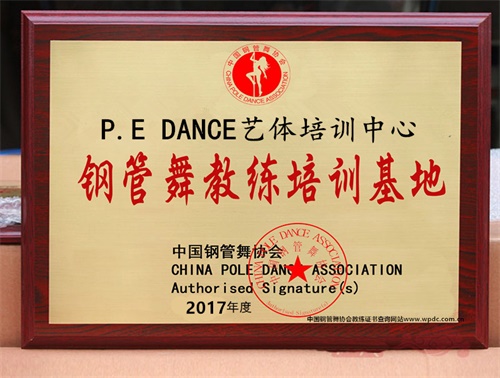 中国钢管舞协会
CHINA POLE DANCE ASSOCIATION
P.E DANCE艺体培训中心
钢管舞教练培训基地
中国钢管舞协会
CHINA POLE DANCE ASSOCIATION
Authorised Signature(s)
2017年度
中国钢管舞协会教练证书查询网站www.wpdc.com.cn